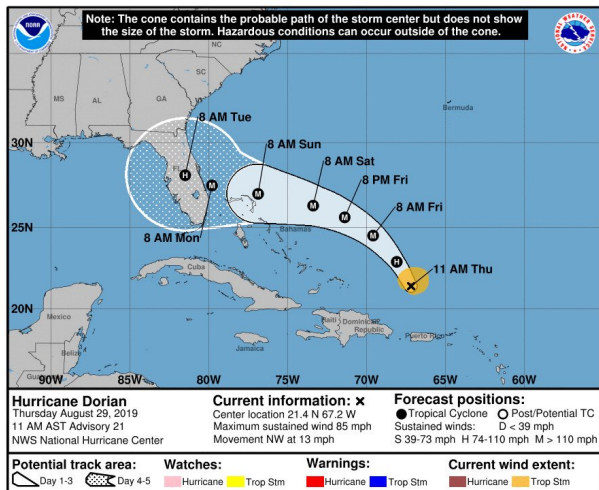 Note: The cone contains the probable path of the storm center but does not show
the size of the storm. Hazardous conditions can occur outside of the cone.
NOAA
NC
SC
MS
AL
GA
Bermuda
8 AM Tue
30N
8 AM Sun
8 AM Sat
FL
H
M
M
M
8 PM Fri
M
8 AM Fri
M
25N
8 AM Mon
Bahamas
H
11 AM Thu
Cuba
20N
Mexico
Haiti
Dominican
Republic
Puerto Rico
Jamaica
Belize
90W
85W
80W
75W
70W
65W
60W
Hurricane Dorian
Thursday August 29, 2019
11 AM AST Advisory 21
NWS National Hurricane Center
Current information: ×
Center location 21.4 N 67.2 W
Maximum sustained wind 85 mph
Movement NW at 13 mph
Forecast positions:
Tropical Cyclone Post/Potential TC
Sustained winds: D < 39 mph
S 39-73 mph H 74-110 mph M > 110 mph
Potential track area:
Day 1-3 Day 4-5
Watches:
Hurricane Trop Stm
Warnings:
Hurricane Trop Stm
Current wind extent:
Hurricane Trop Stm